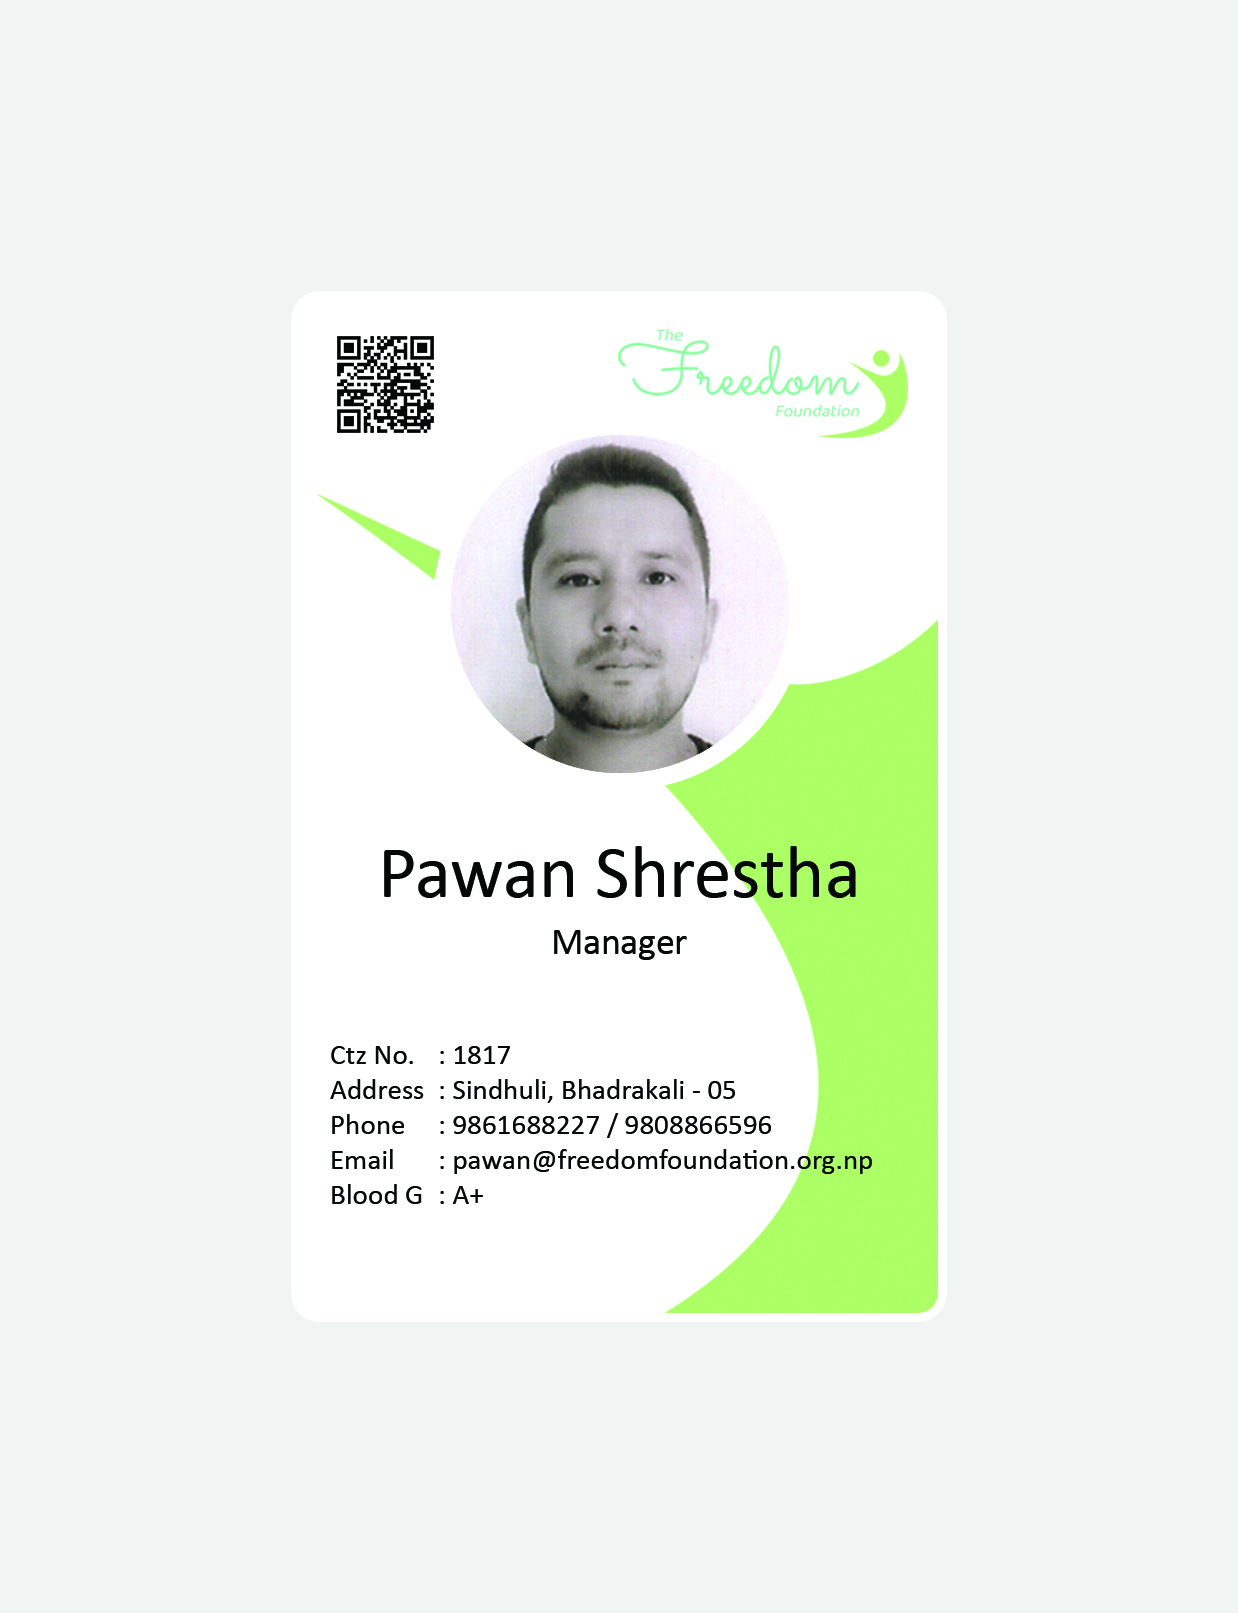 The
Freedom
Foundation
Pawan Shrestha
Manager
Ctz No. : 1817
Address : Sindhuli, Bhadrakali - 05
Phone : 9861688227 / 9808866596
Email : pawan@freedomfoundation.org.np
Blood G : A+